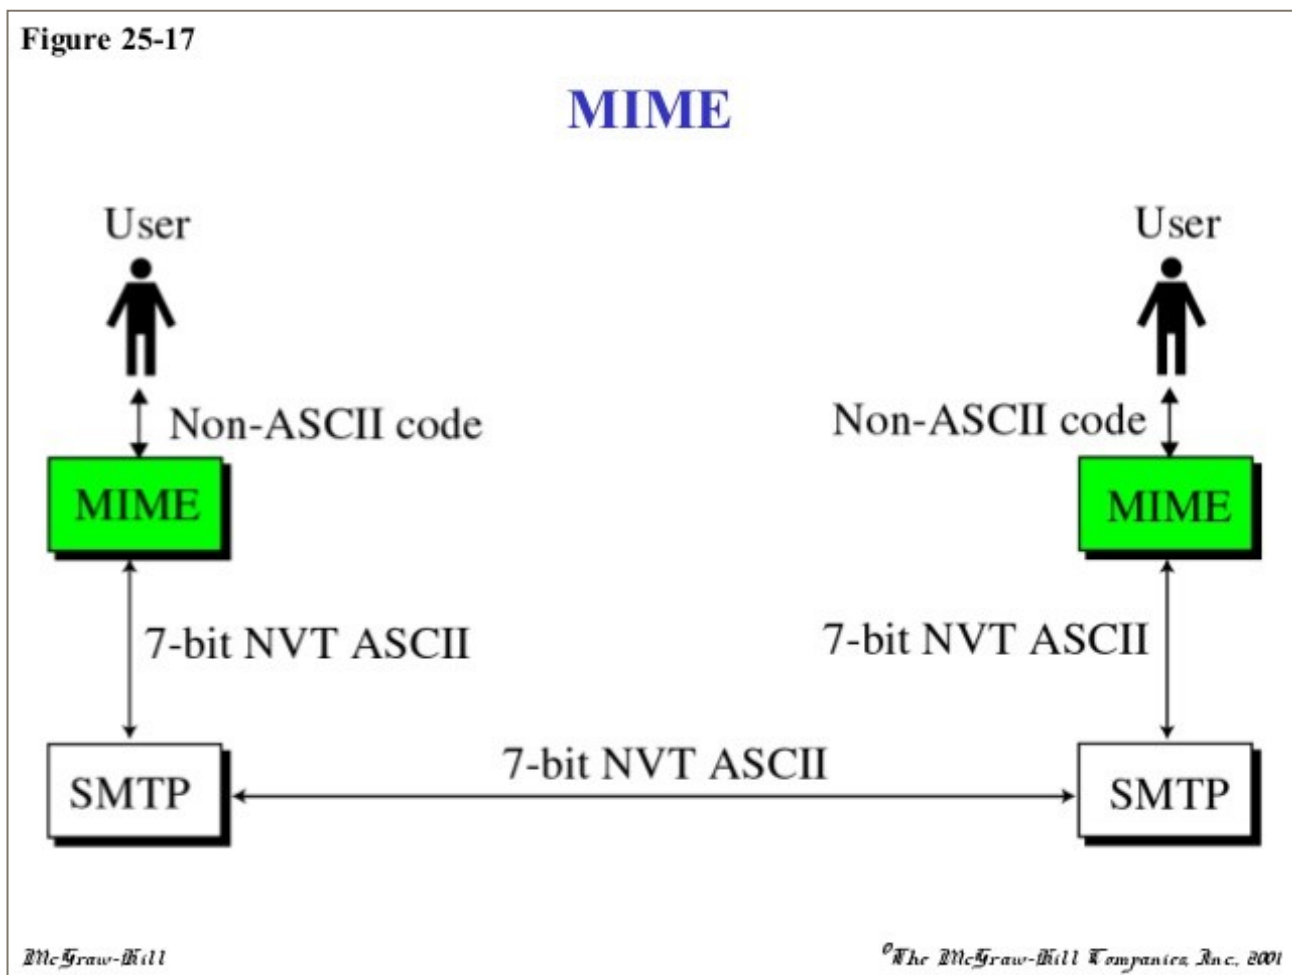 Figure 25-17
MIME
User
User
Non-ASCII code
Non-ASCII code
MIME
MIME
7-bit NVT ASCII
7-bit NVT ASCII
7-bit NVT ASCII
SMTP
SMTP
McGraw-Hill
©The McGraw-Hill Companies, Inc., 2001